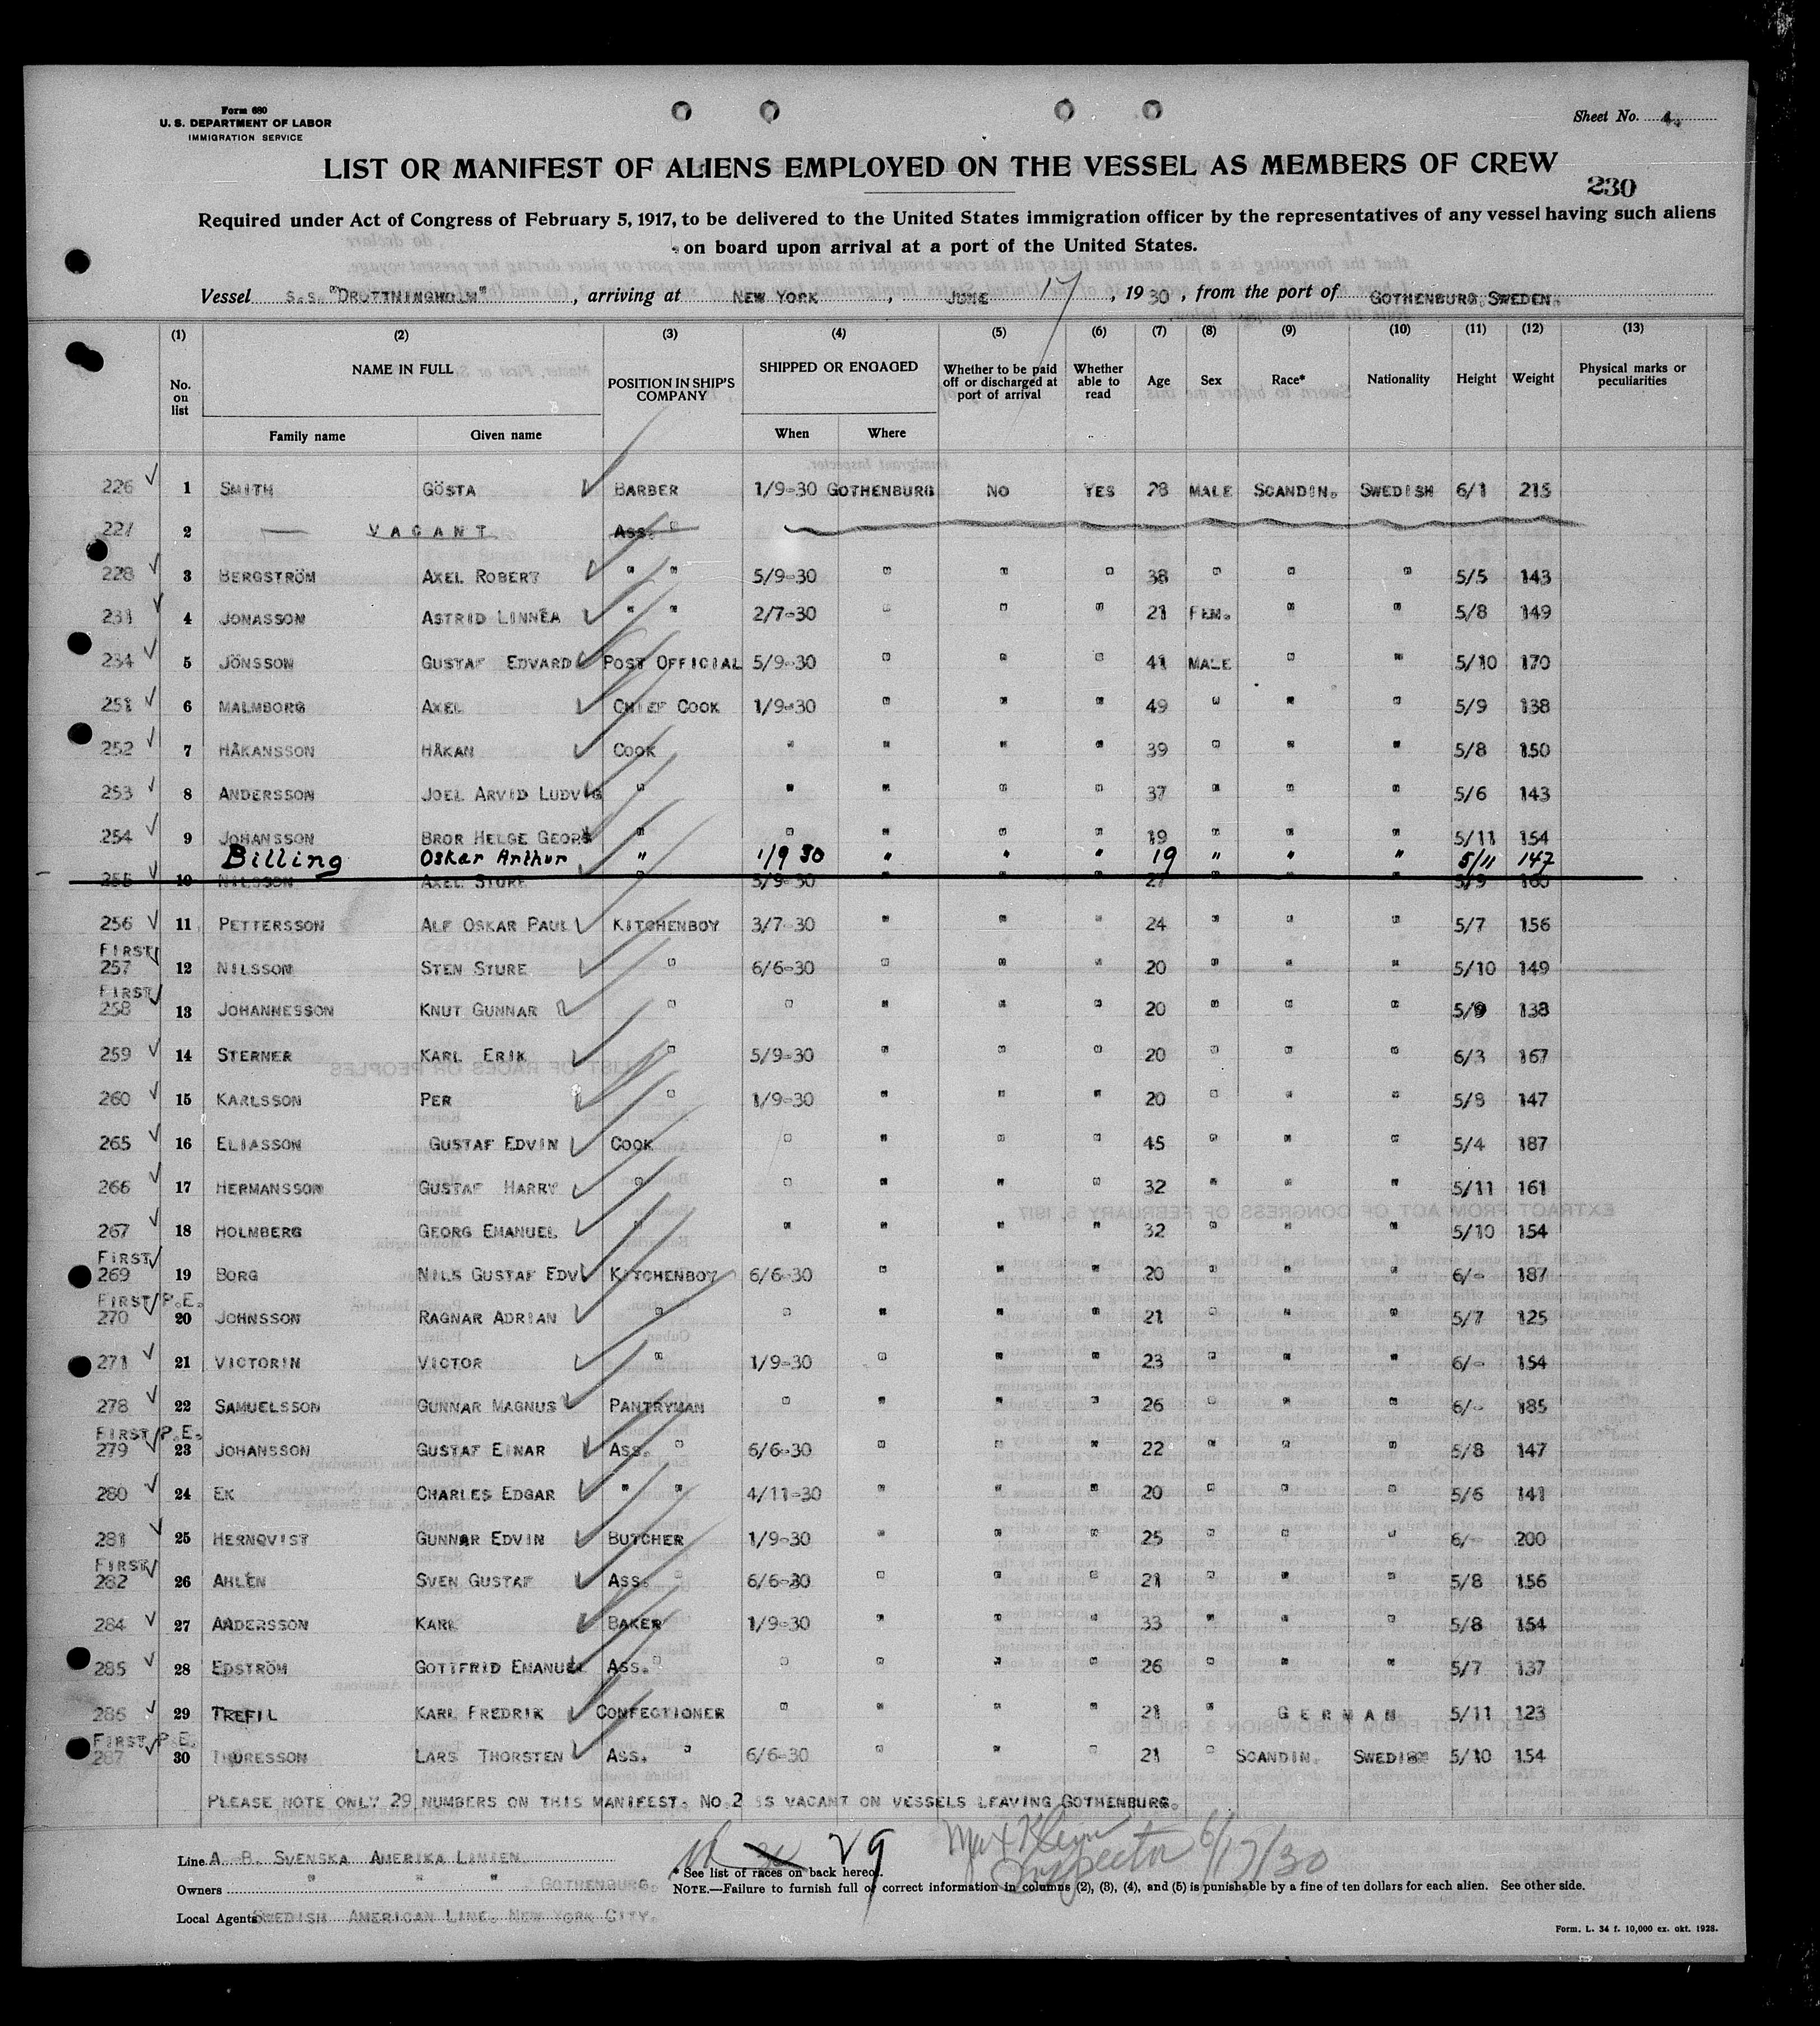 Form 680
U. S. DEPARTMENT OF LABOR
IMMIGRATION SERVICE
Sheet No. 4.
LIST OR MANIFEST OF ALIENS EMPLOYED ON THE VESSEL AS MEMBERS OF CREW
230
Required under Act of Congress of February 5, 1917, to be delivered to the United States immigration officer by the representatives of any vessel having such aliens
on board upon arrival at a port of the United States.
Vessel S.S. "DROTTNINGHOLM", arriving at NEW YORK, JUNE 17, 1930, from the port of GOTHENBURG, SWEDEN.
(1) (2) (3) (4) (5) (6) (7) (8) (9) (10) (11) (12) (13)
No. on list NAME IN FULL POSITION IN SHIP'S COMPANY SHIPPED OR ENGAGED Whether to be paid off or discharged at port of arrival Whether able to read Age Sex Race* Nationality Height Weight Physical marks or peculiarities
Family name Given name When Where
226 ✓ 1 SMITH GÖSTA BARBER 1/9-30 GOTHENBURG NO YES 28 MALE SCANDIN. SWEDISH 6/1 215
227 2 — VACANT Ass. "
228 ✓ 3 BERGSTRÖM AXEL ROBERT " " 5/9-30 " " " 38 " " " 5/5 143
231 ✓ 4 JONASSON ASTRID LINNÉA " " 2/7-30 " " " 21 FEM. " " 5/8 149
234 ✓ 5 JÖNSSON GUSTAF EDVARD POST OFFICIAL 5/9-30 " " " 41 MALE " " 5/10 170
251 ✓ 6 MALMBORG AXEL CHIEF COOK 1/9-30 " " " 49 " " " 5/9 138
252 ✓ 7 HÅKANSSON HÅKAN COOK " " " " 39 " " " 5/8 150
253 ✓ 8 ANDERSSON JOEL ARVID LUDVIG " " " " " 37 " " " 5/6 143
254 ✓ 9 JOHANSSON BROR HELGE GEORG " " " " " 19 " " " 5/11 154
Billing Oskar Arthur " 1/9 30 " " " 19 " " " 5/11 147
255 ✓ 10 NILSSON AXEL STURE " 5/9-30 " " " 27 " " " 5/9 160
256 ✓ 11 PETTERSSON ALF OSKAR PAUL KITCHENBOY 3/7-30 " " " 24 " " " 5/7 156
FIRST
257 ✓ 12 NILSSON STEN STURE " 6/6-30 " " " 20 " " " 5/10 149
FIRST
258 ✓ 13 JOHANNESSON KNUT GUNNAR " " " " " 20 " " " 5/9 138
259 ✓ 14 STERNER KARL ERIK " 5/9-30 " " " 20 " " " 6/3 167
260 ✓ 15 KARLSSON PER " 1/9-30 " " " 20 " " " 5/8 147
265 ✓ 16 ELIASSON GUSTAF EDVIN COOK " " " " 45 " " " 5/4 187
266 ✓ 17 HERMANSSON GUSTAF HARRY " " " " " 32 " " " 5/11 161
267 ✓ 18 HOLMBERG GEORG EMANUEL " " " " " 32 " " " 5/10 154
FIRST
269 ✓ 19 BORG NILS GUSTAF EDV KITCHENBOY 6/6-30 " " " 20 " " " 6/- 187
FIRST P.E.
270 ✓ 20 JOHNSSON RAGNAR ADRIAN " " " " " 21 " " " 5/7 125
271 ✓ 21 VICTORIN VICTOR " 1/9-30 " " " 23 " " " 6/- 154
278 ✓ 22 SAMUELSSON GUNNAR MAGNUS PANTRYMAN " " " " 26 " " " 6/- 185
FIRST P.E.
279 ✓ 23 JOHANSSON GUSTAF EINAR Ass. " 6/6-30 " " " 22 " " " 5/8 147
280 ✓ 24 EK CHARLES EDGAR " " 4/11-30 " " " 20 " " " 5/6 141
281 ✓ 25 HERNQVIST GUNNAR EDVIN BUTCHER 1/9-30 " " " 25 " " " 6/- 200
FIRST
282 ✓ 26 AHLÉN SVEN GUSTAF Ass. " 6/6-30 " " " 21 " " " 5/8 156
284 ✓ 27 ANDERSSON KARL BAKER 1/9-30 " " " 33 " " " 5/8 154
285 ✓ 28 EDSTRÖM GOTTFRID EMANUEL Ass. " " " " " 26 " " " 5/7 137
286 ✓ 29 TREFIL KARL FREDRIK CONFECTIONER " " " " 21 " GERMAN 5/11 123
FIRST P.E.
287 ✓ 30 THURESSON LARS THORSTEN Ass. " 6/6-30 " " " 21 " SCANDIN. SWEDISH 5/10 154
PLEASE NOTE ONLY 29 NUMBERS ON THIS MANIFEST. NO.2 IS VACANT ON VESSELS LEAVING GOTHENBURG.
Line A.-B. SVENSKA AMERIKA LINIEN
30 29
Max Klein
Inspector 6/17/30
* See list of races on back hereof.
Owners " " " GOTHENBURG.
NOTE.—Failure to furnish full or correct information in columns (2), (3), (4), and (5) is punishable by a fine of ten dollars for each alien. See other side.
Local Agents SWEDISH AMERICAN LINE, NEW YORK CITY.
Form. L. 34 f. 10,000 ex. okt. 1928.